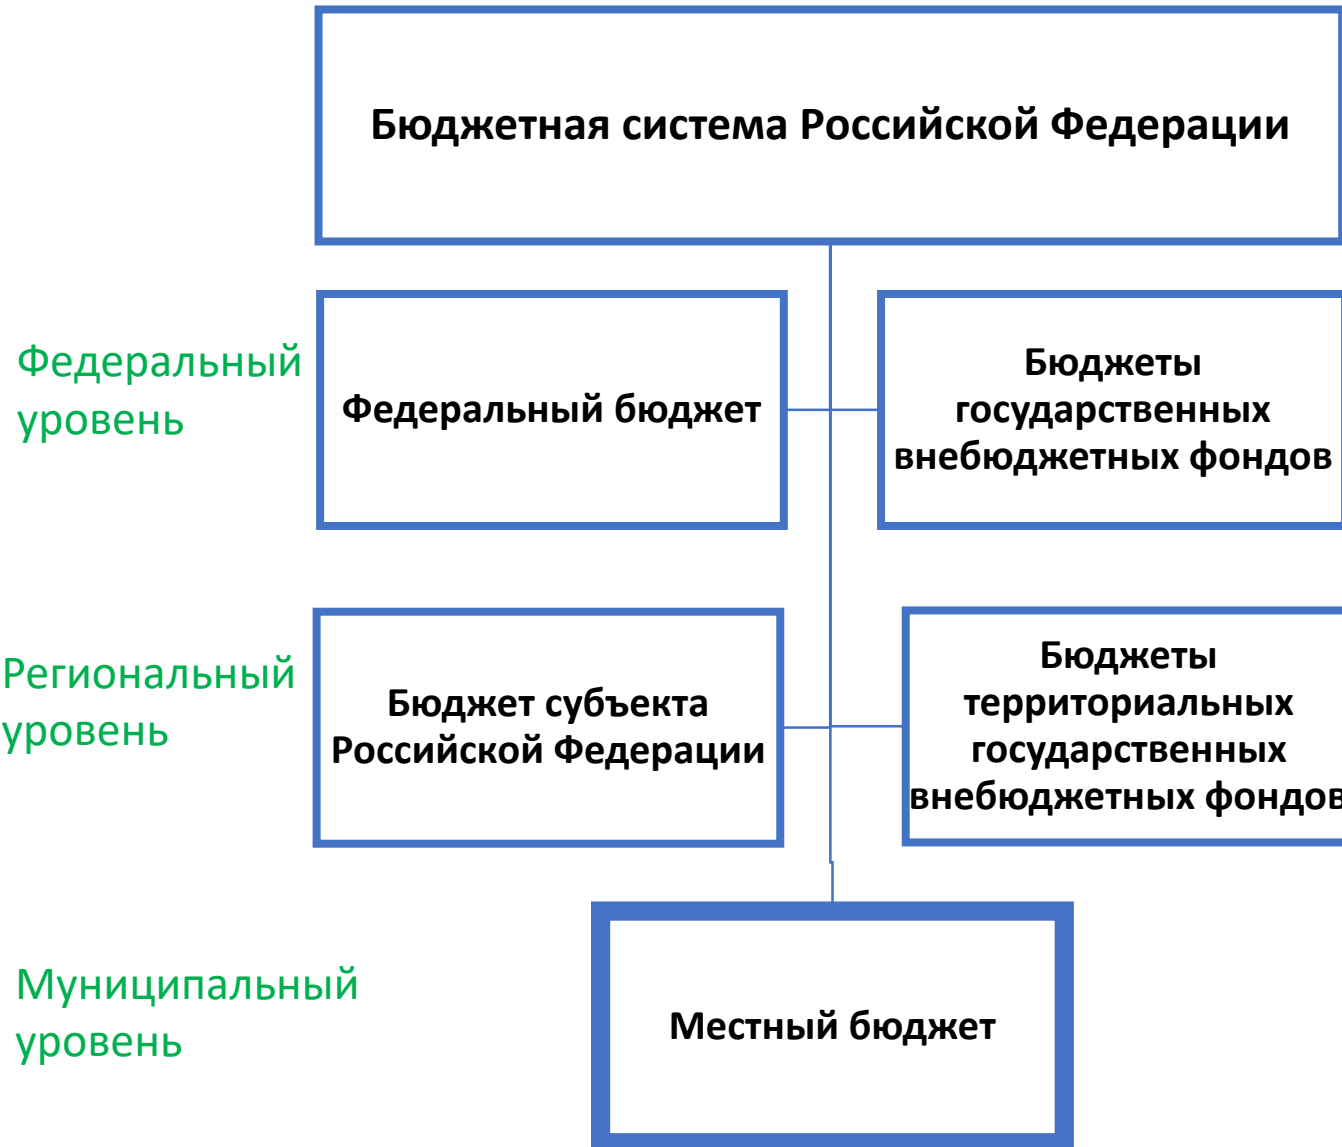 Бюджетная система Российской Федерации
Федеральный
уровень
Федеральный бюджет
Бюджеты
государственных
внебюджетных фондов
Региональный
уровень
Бюджет субъекта
Российской Федерации
Бюджеты
территориальных
государственных
внебюджетных фондов
Муниципальный
уровень
Местный бюджет